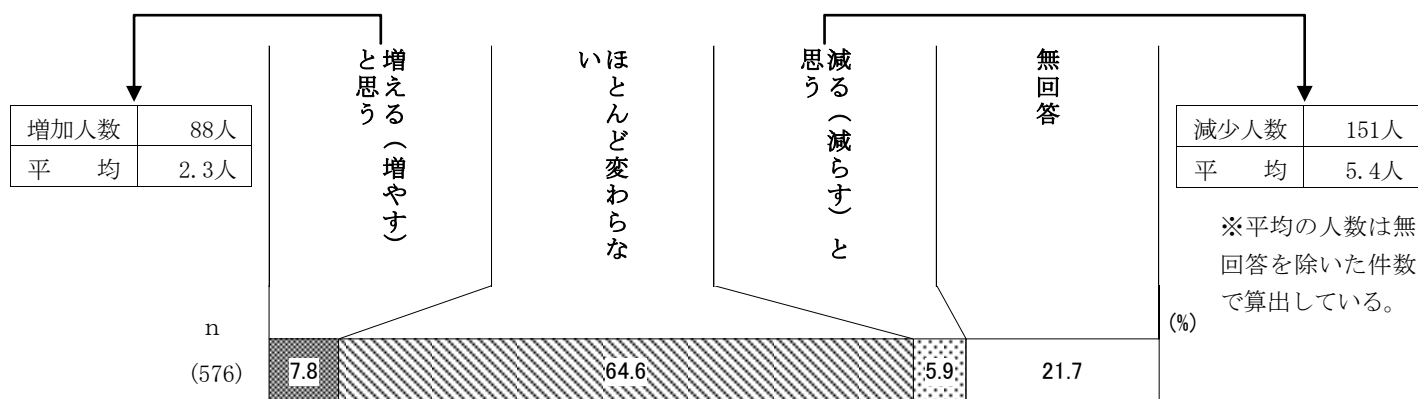 増える（増やす）
と思う
ほとんど変わらな
い
減る（減らす）と
思う
無回答
増加人数 88人
平 均 2.3人
減少人数 151人
平 均 5.4人
※平均の人数は無
回答を除いた件数
で算出している。
(%)
n
(576) 7.8 64.6 5.9 21.7